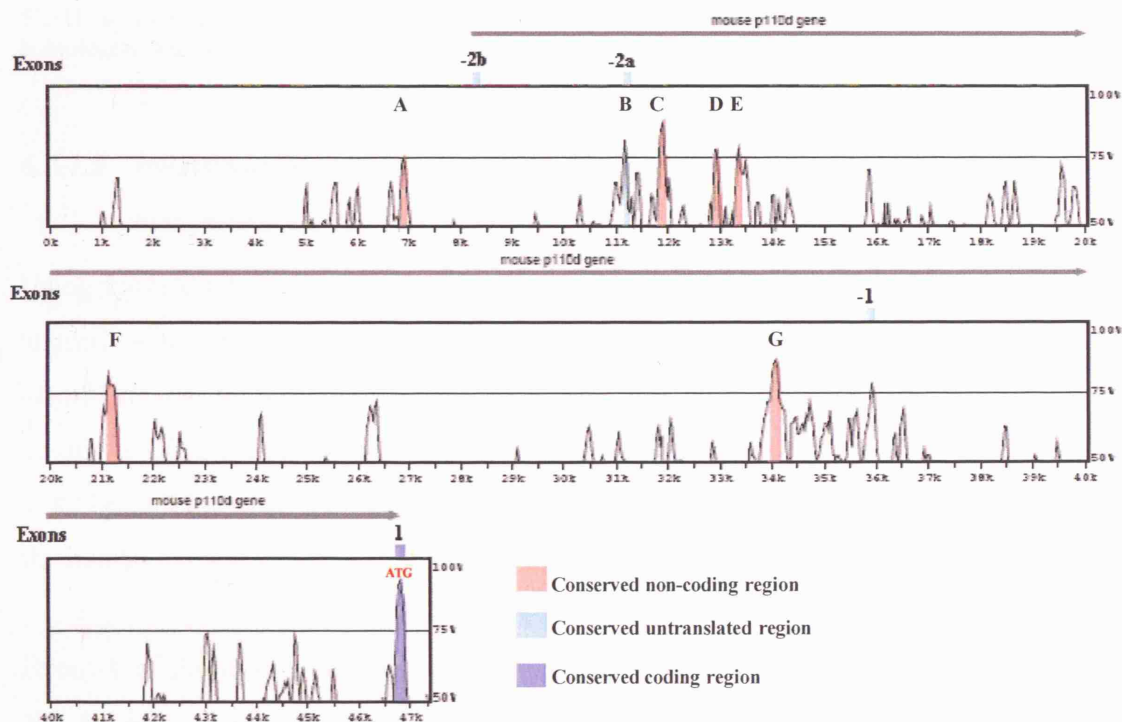 mouse p110d gene
Exons -2b -2a
A B C D E
100%
75%
50%
0k 1k 2k 3k 4k 5k 6k 7k 8k 9k 10k 11k 12k 13k 14k 15k 16k 17k 18k 19k 20k
mouse p110d gene
Exons -1
F G
100%
75%
50%
20k 21k 22k 23k 24k 25k 26k 27k 28k 29k 30k 31k 32k 33k 34k 35k 36k 37k 38k 39k 40k
mouse p110d gene
Exons 1
ATG
100%
75%
50%
40k 41k 42k 43k 44k 45k 46k 47k
Conserved non-coding region
Conserved untranslated region
Conserved coding region